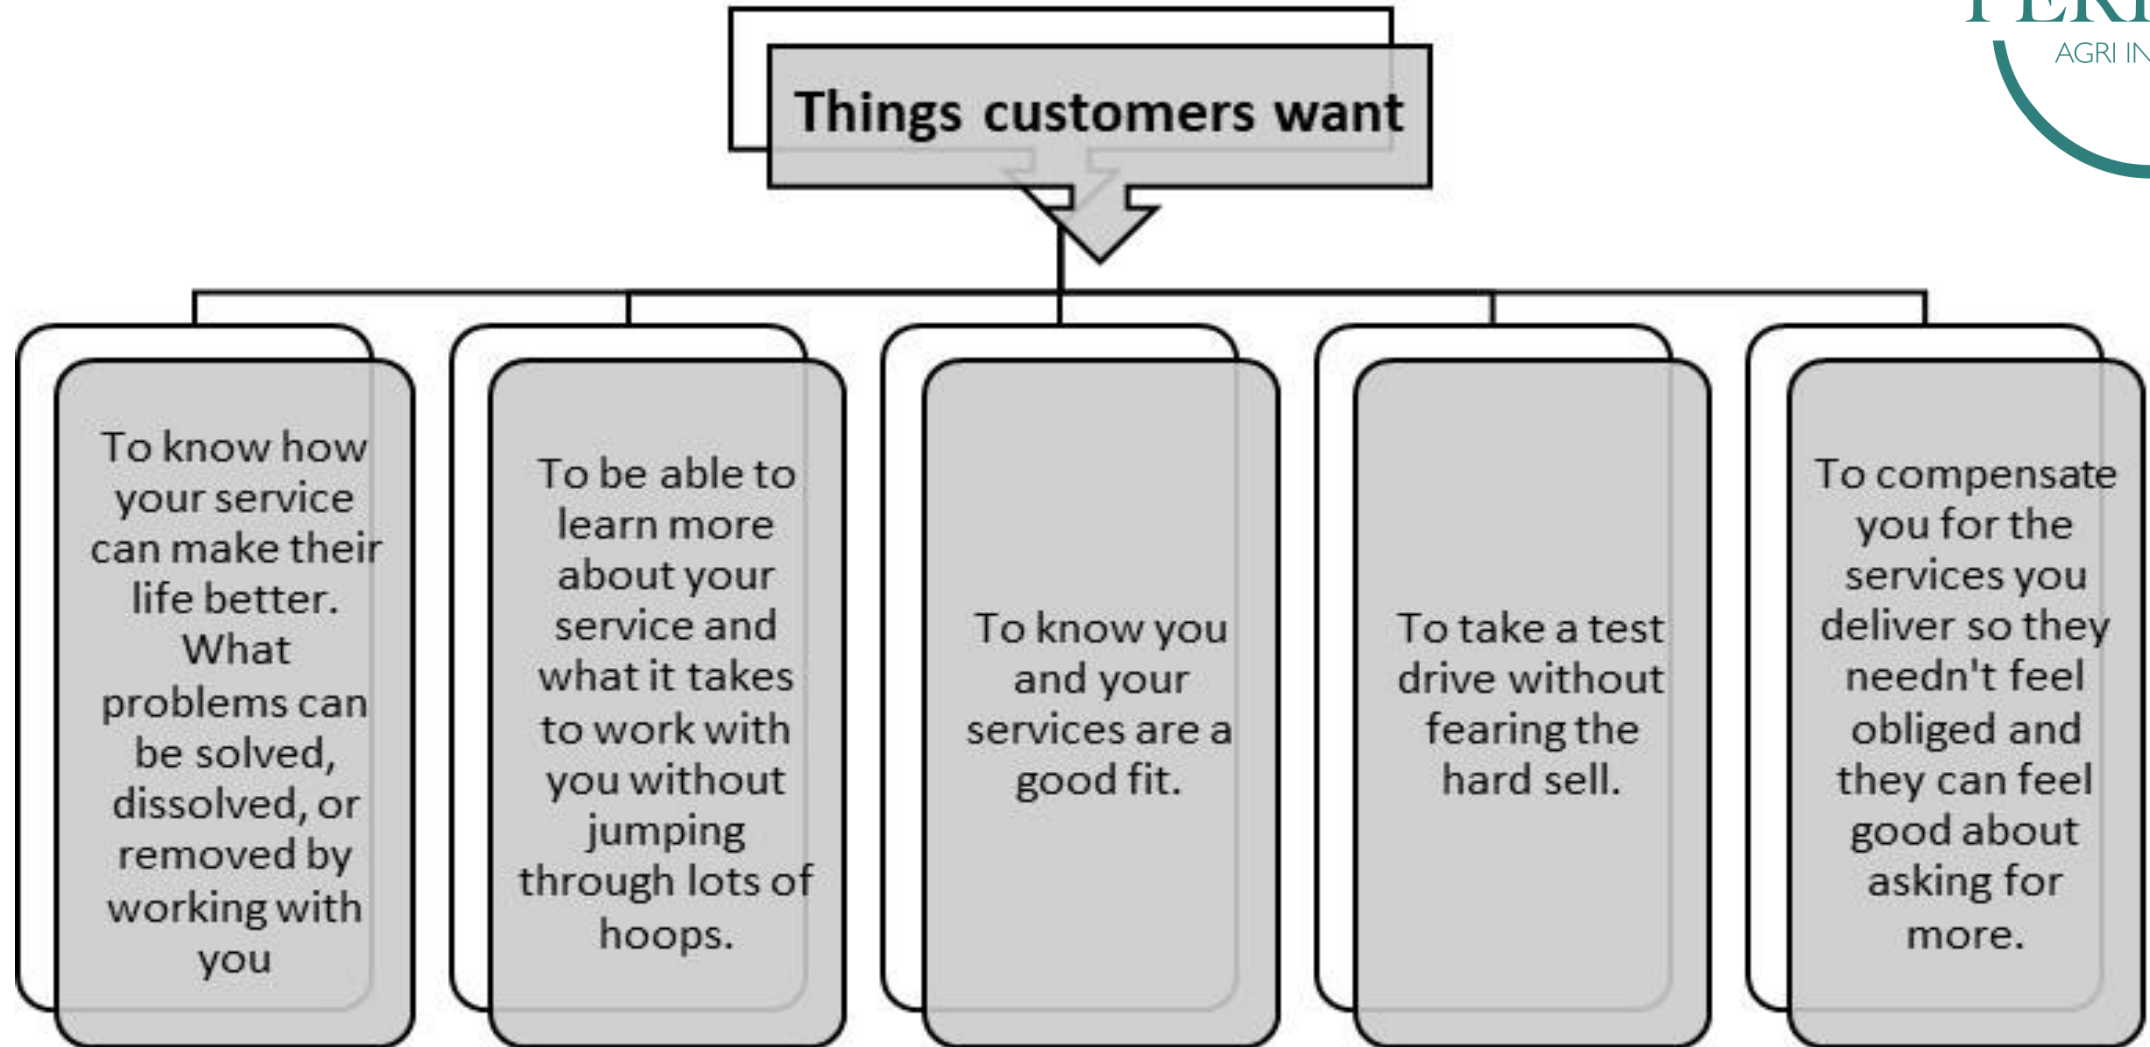 AGRI IN
Things customers want
To know how
your service
can make their
life better.
What
problems can
be solved,
dissolved, or
removed by
working with
you
To be able to
learn more
about your
service and
what it takes
to work with
you without
jumping
through lots of
hoops.
To know you
and your
services are a
good fit.
To take a test
drive without
fearing the
hard sell.
To compensate
you for the
services you
deliver so they
needn't feel
obliged and
they can feel
good about
asking for
more.